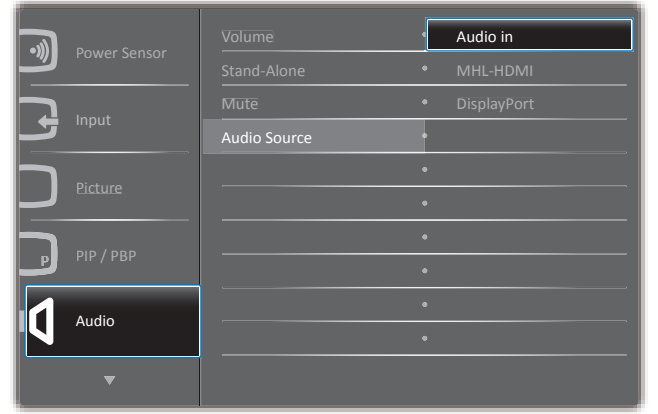 Power Sensor
Input
Picture
PIP / PBP
P
Audio
Volume
Stand-Alone
Mute
Audio Source
Audio in
MHL-HDMI
DisplayPort